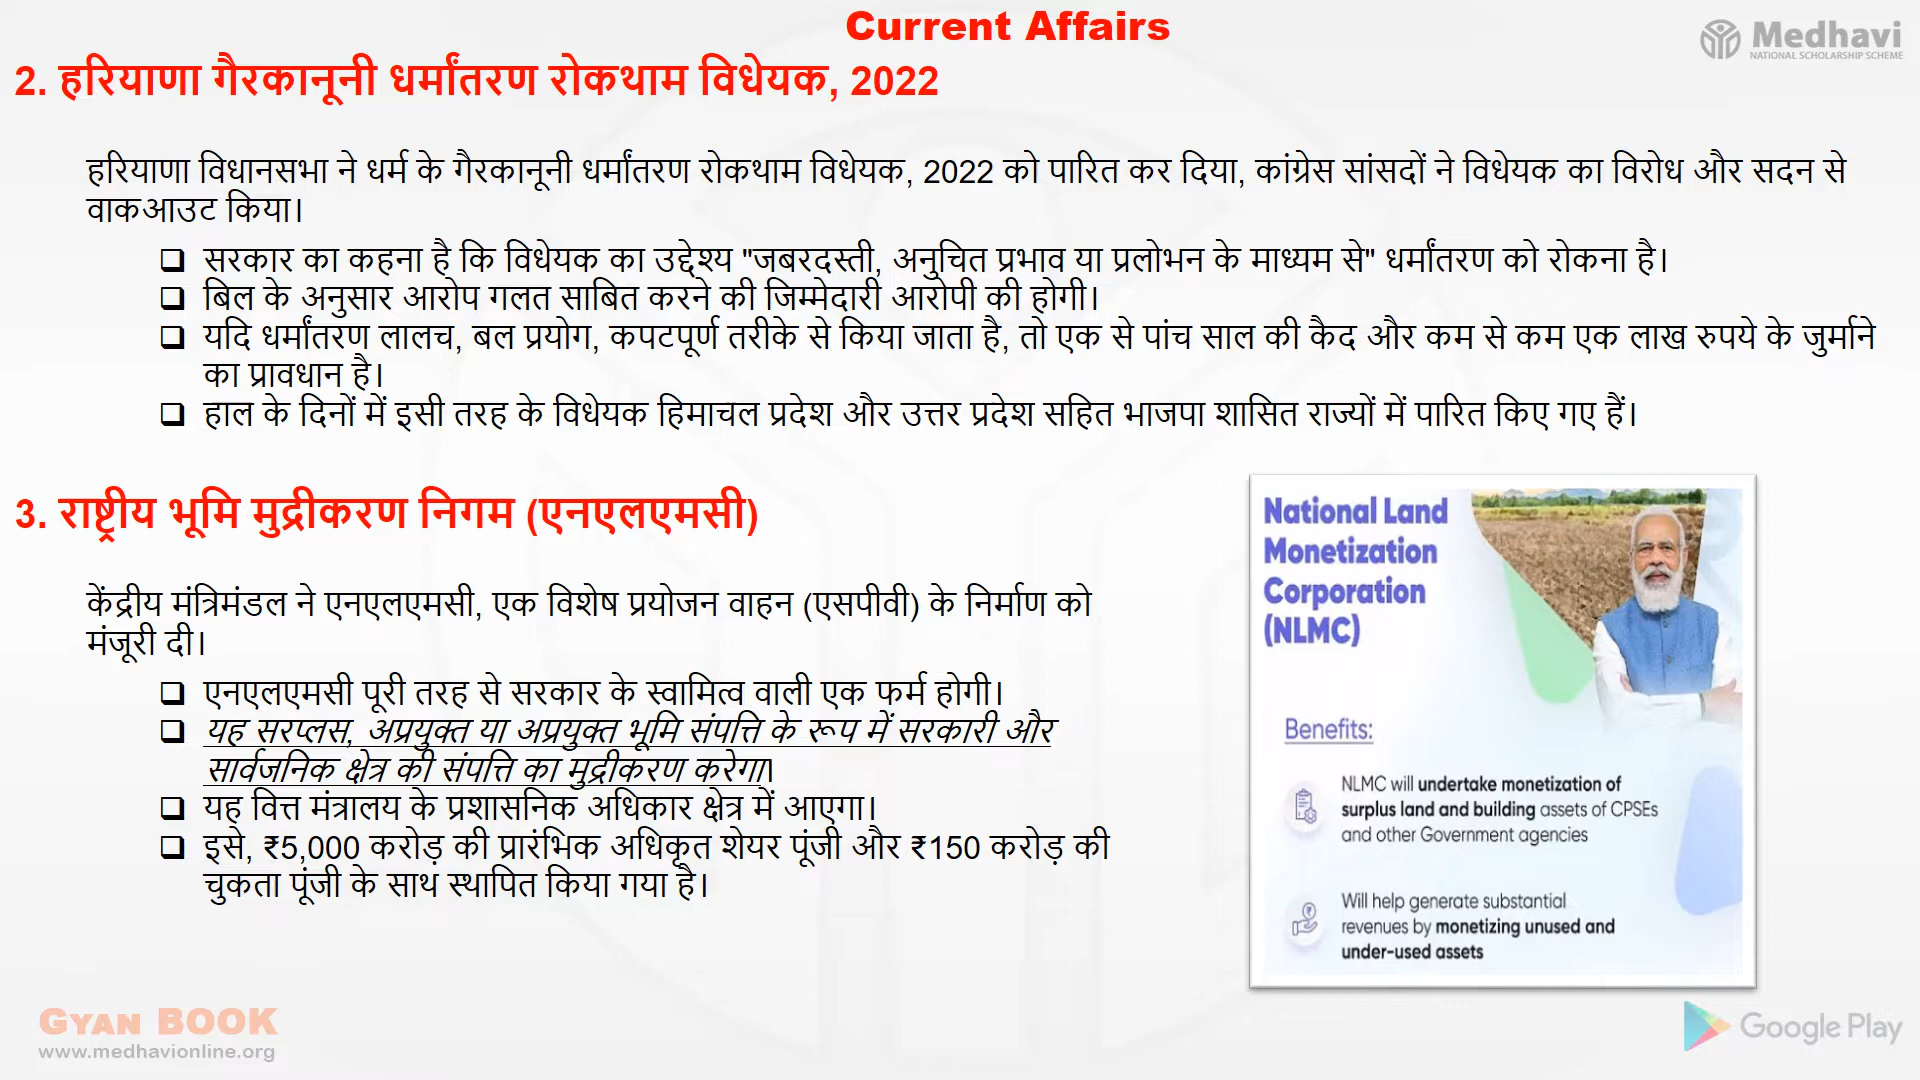 Current Affairs
Medhavi
NATIONAL SCHOLARSHIP SCHEME
2. हरियाणा गैरकानूनी धर्मांतरण रोकथाम विधेयक, 2022
हरियाणा विधानसभा ने धर्म के गैरकानूनी धर्मांतरण रोकथाम विधेयक, 2022 को पारित कर दिया, कांग्रेस सांसदों ने विधेयक का विरोध और सदन से
वाकआउट किया।
❑ सरकार का कहना है कि विधेयक का उद्देश्य "जबरदस्ती, अनुचित प्रभाव या प्रलोभन के माध्यम से" धर्मांतरण को रोकना है।
❑ बिल के अनुसार आरोप गलत साबित करने की जिम्मेदारी आरोपी की होगी।
❑ यदि धर्मांतरण लालच, बल प्रयोग, कपटपूर्ण तरीके से किया जाता है, तो एक से पांच साल की कैद और कम से कम एक लाख रुपये के जुर्माने
का प्रावधान है।
❑ हाल के दिनों में इसी तरह के विधेयक हिमाचल प्रदेश और उत्तर प्रदेश सहित भाजपा शासित राज्यों में पारित किए गए हैं।
3. राष्ट्रीय भूमि मुद्रीकरण निगम (एनएलएमसी)
केंद्रीय मंत्रिमंडल ने एनएलएमसी, एक विशेष प्रयोजन वाहन (एसपीवी) के निर्माण को
मंजूरी दी।
❑ एनएलएमसी पूरी तरह से सरकार के स्वामित्व वाली एक फर्म होगी।
❑ यह सरप्लस, अप्रयुक्त या अप्रयुक्त भूमि संपत्ति के रूप में सरकारी और
सार्वजनिक क्षेत्र की संपत्ति का मुद्रीकरण करेगा।
❑ यह वित्त मंत्रालय के प्रशासनिक अधिकार क्षेत्र में आएगा।
❑ इसे, ₹5,000 करोड़ की प्रारंभिक अधिकृत शेयर पूंजी और ₹150 करोड़ की
चुकता पूंजी के साथ स्थापित किया गया है।
National Land
Monetization
Corporation
(NLMC)
Benefits:
NLMC will undertake monetization of
surplus land and building assets of CPSEs
and other Government agencies
Will help generate substantial
revenues by monetizing unused and
under-used assets
GYAN BOOK
www.medhavionline.org
Google Play